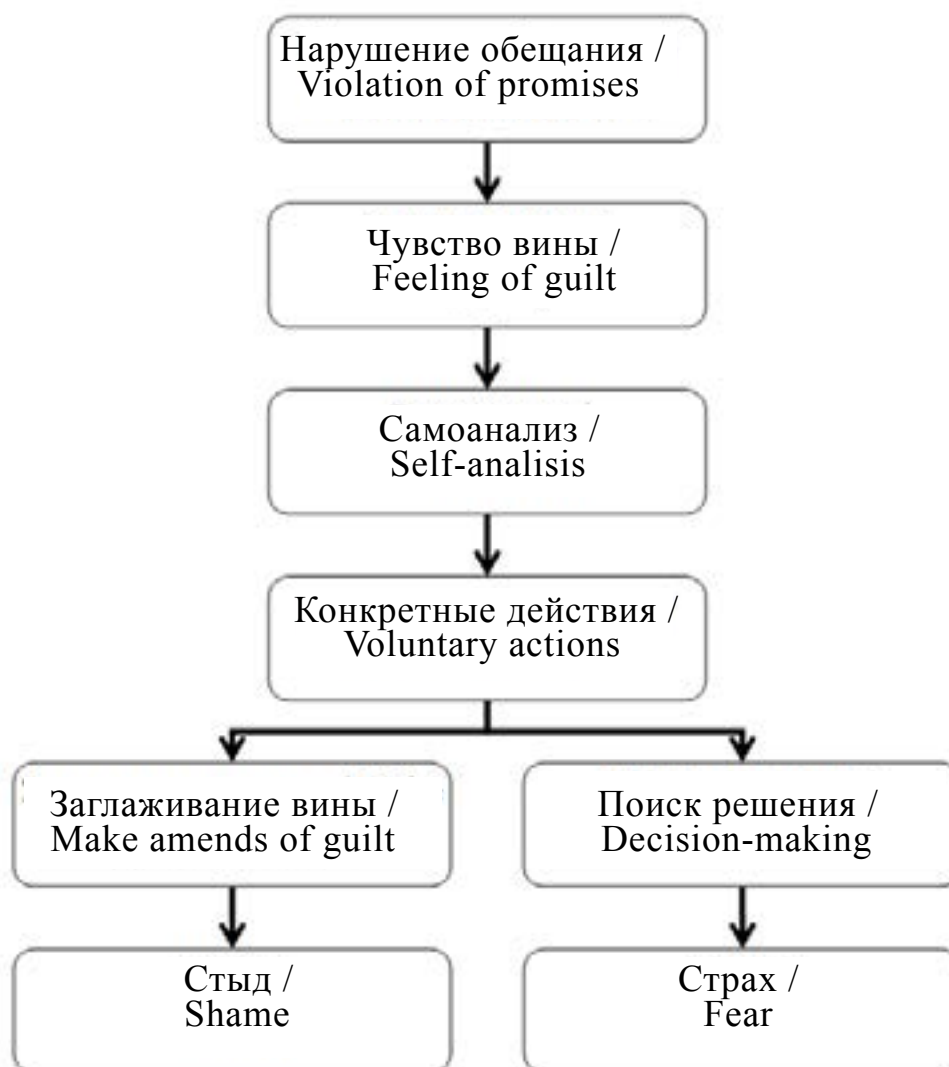 Нарушение обещания /
Violation of promises
Чувство вины /
Feeling of guilt
Самоанализ /
Self-analisis
Конкретные действия /
Voluntary actions
Заглаживание вины /
Make amends of guilt
Поиск решения /
Decision-making
Стыд /
Shame
Страх /
Fear